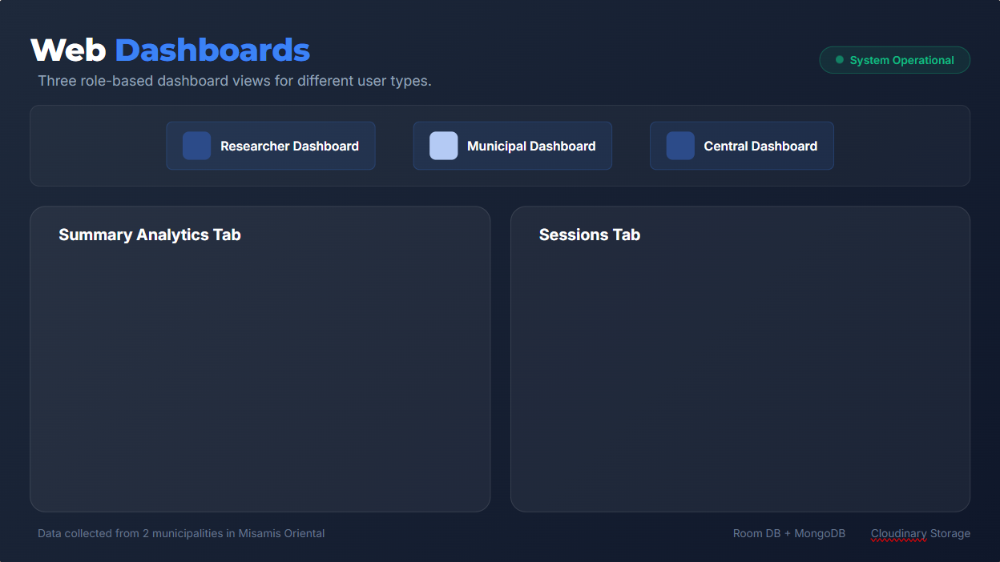 Web Dashboards
Three role-based dashboard views for different user types.
System Operational
Researcher Dashboard
Municipal Dashboard
Central Dashboard
Summary Analytics Tab
Sessions Tab
Data collected from 2 municipalities in Misamis Oriental
Room DB + MongoDB
Cloudinary Storage